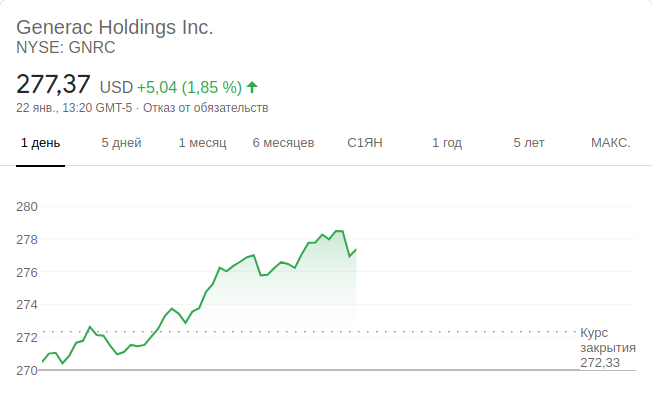 Generac Holdings Inc.
NYSE: GNRC
277,37 USD +5,04 (1,85 %)
22 янв., 13:20 GMT-5 · Отказ от обязательств
1 день 5 дней 1 месяц 6 месяцев С1ЯН 1 год 5 лет МАКС.
280
278
276
274
272
270
Курс
закрытия
272,33